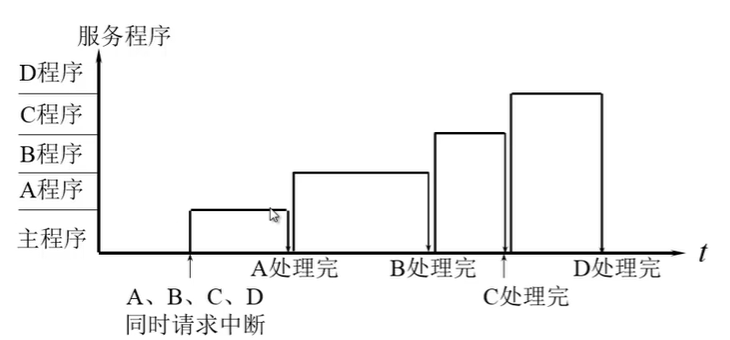 服务程序
D程序
C程序
B程序
A程序
主程序
t
A处理完
B处理完
D处理完
A、B、C、D
同时请求中断
C处理完